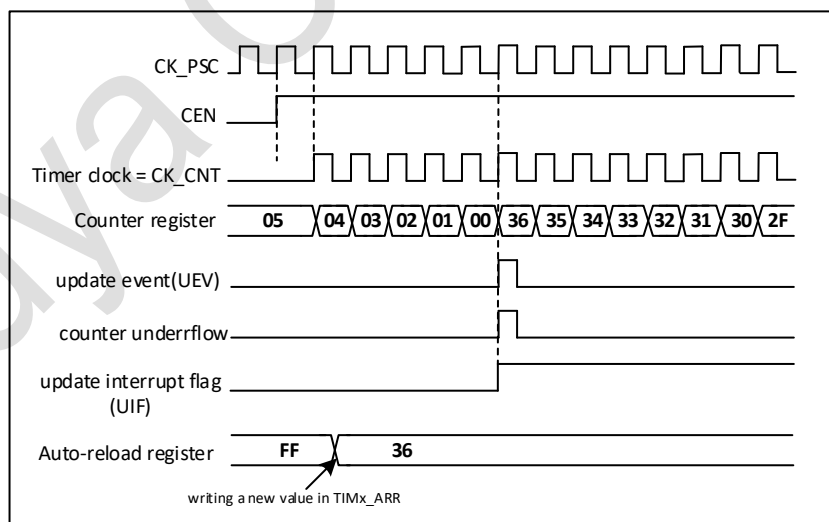 CK_PSC
CEN
Timer clock = CK_CNT
Counter register 05 04 03 02 01 00 36 35 34 33 32 31 30 2F
update event(UEV)
counter underrflow
update interrupt flag
(UIF)
Auto-reload register FF 36
writing a new value in TIMx_ARR